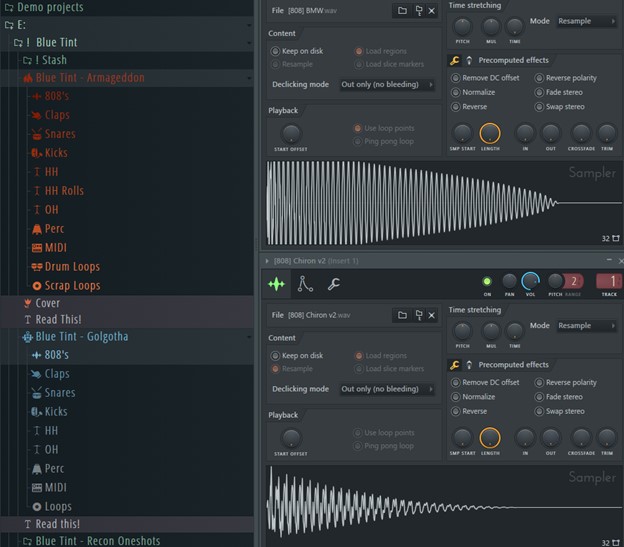 Demo projects
E:
! Blue Tint
! Stash
Blue Tint - Armageddon
808's
Claps
Snares
Kicks
HH
HH Rolls
OH
Perc
MIDI
Drum Loops
Scrap Loops
Cover
Read This!
Blue Tint - Golgotha
808's
Claps
Snares
Kicks
HH
OH
Perc
MIDI
Loops
Read this!
Blue Tint - Recon Oneshots
File [808] BMW.wav
Content
Keep on disk
Load regions
Resample
Load slice markers
Declicking mode
Out only (no bleeding)
Playback
START OFFSET
Use loop points
Ping pong loop
Time stretching
PITCH MUL TIME
Mode Resample
Precomputed effects
Remove DC offset
Reverse polarity
Normalize
Fade stereo
Reverse
Swap stereo
SMP START LENGTH IN OUT CROSSFADE TRIM
Sampler
32
[808] Chiron v2 (Insert 1)
ON PAN VOL PITCH RANGE 2 1 TRACK
File [808] Chiron v2.wav
Content
Keep on disk
Load regions
Resample
Load slice markers
Declicking mode
Out only (no bleeding)
Playback
START OFFSET
Use loop points
Ping pong loop
Time stretching
PITCH MUL TIME
Mode Resample
Precomputed effects
Remove DC offset
Reverse polarity
Normalize
Fade stereo
Reverse
Swap stereo
SMP START LENGTH IN OUT CROSSFADE TRIM
Sampler
32